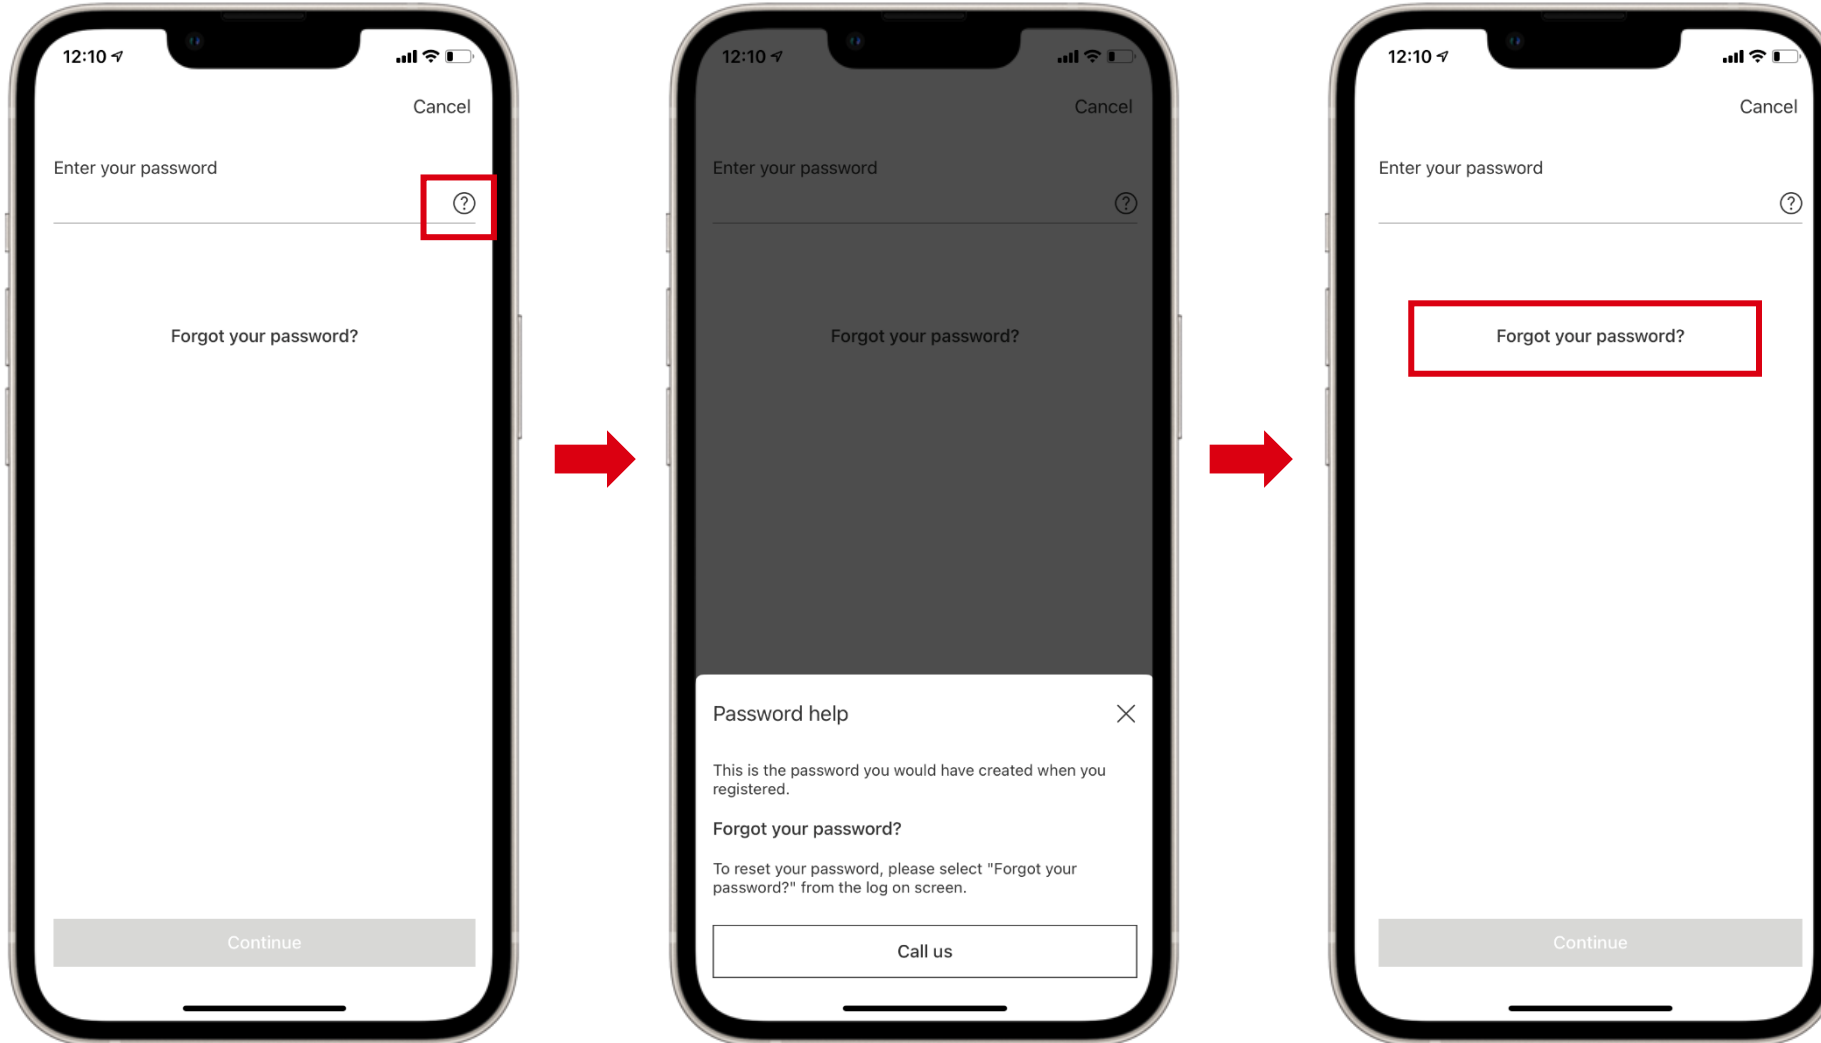 12:10
Cancel
Enter your password
?
Forgot your password?
Continue
12:10
Cancel
Enter your password
?
Forgot your password?
Password help
This is the password you would have created when you
registered.
Forgot your password?
To reset your password, please select "Forgot your
password?" from the log on screen.
Call us
12:10
Cancel
Enter your password
?
Forgot your password?
Continue